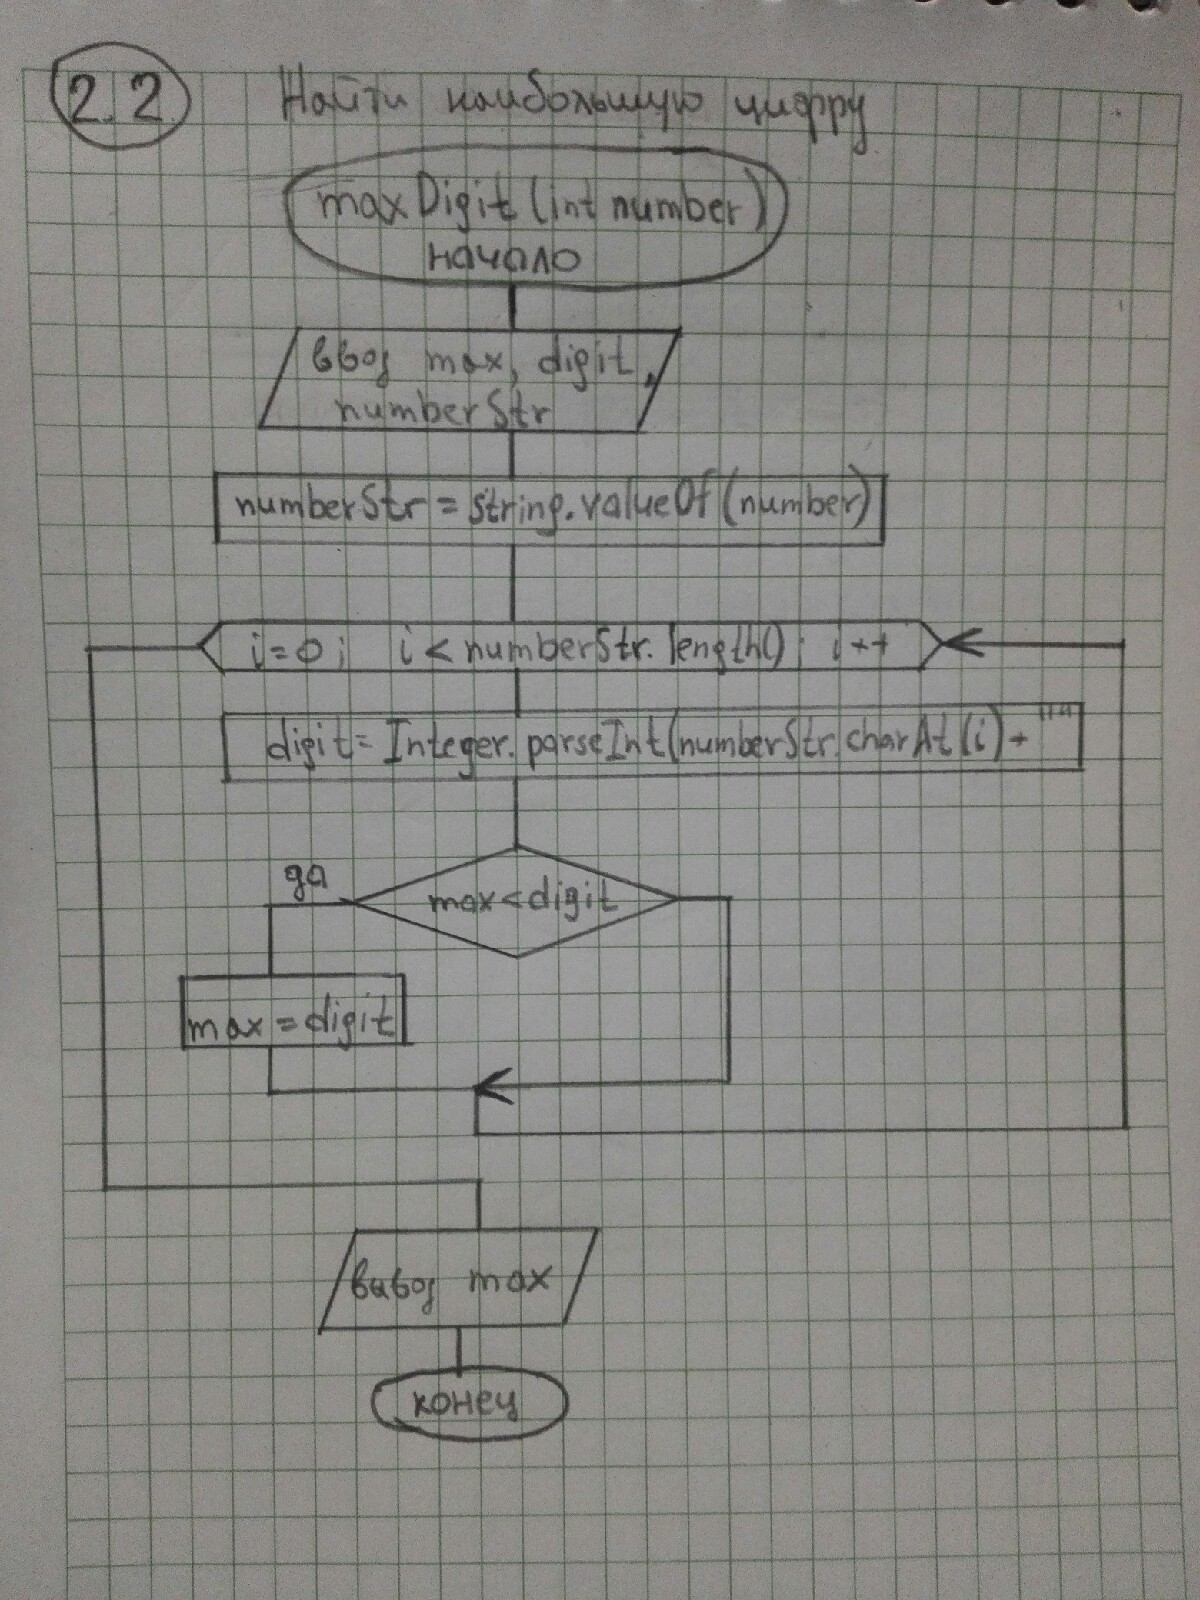 2.2 Найти наибольшую цифру
maxDigit(int number)
начало
ввод max, digit,
numberStr
numberStr = String.valueOf(number)
i=0; i < numberStr.length(); i++
digit = Integer.parseInt(numberStr.charAt(i) + ""
да
max < digit
max = digit
вывод max
конец